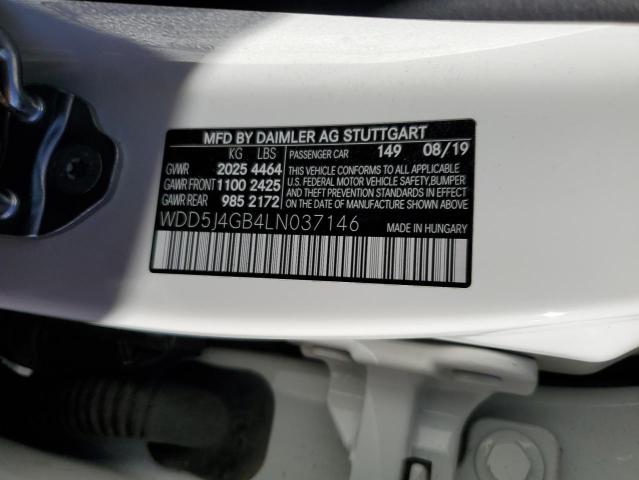 MFD BY DAIMLER AG STUTTGART
KG LBS PASSENGER CAR 149 08/19
GVWR 2025 4464
GAWR FRONT 1100 2425
GAWR REAR 985 2172
THIS VEHICLE CONFORMS TO ALL APPLICABLE
U.S. FEDERAL MOTOR VEHICLE SAFETY, BUMPER
AND THEFT PREVENTION STANDARDS IN EFFECT
ON THE DATE OF MANUFACTURE SHOWN ABOVE
WDD5J4GB4LN037146 MADE IN HUNGARY